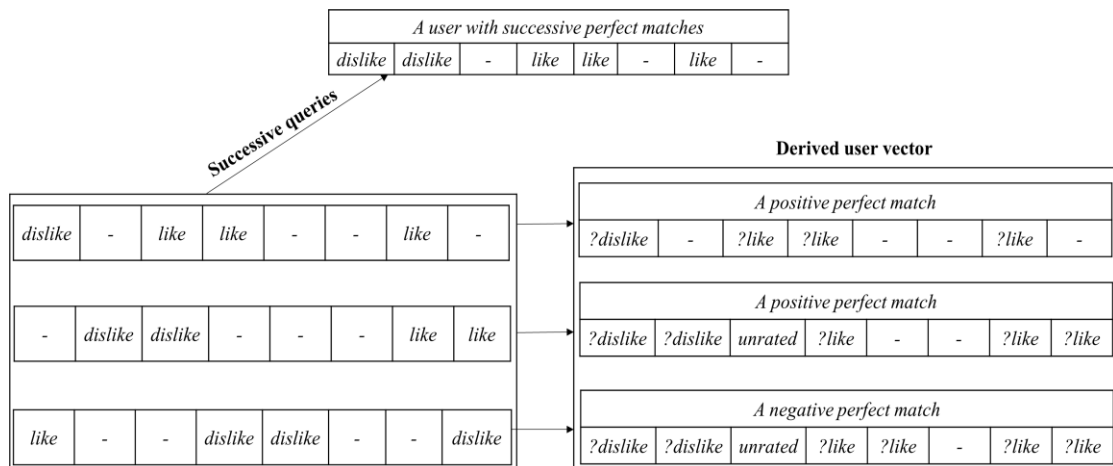 A user with successive perfect matches
dislike dislike - like like - like -
Successive queries
Derived user vector
dislike - like like - - like -
A positive perfect match
?dislike - ?like ?like - - ?like -
- dislike dislike - - - like like
A positive perfect match
?dislike ?dislike unrated ?like - - ?like ?like
like - - dislike dislike - - dislike
A negative perfect match
?dislike ?dislike unrated ?like ?like - ?like ?like